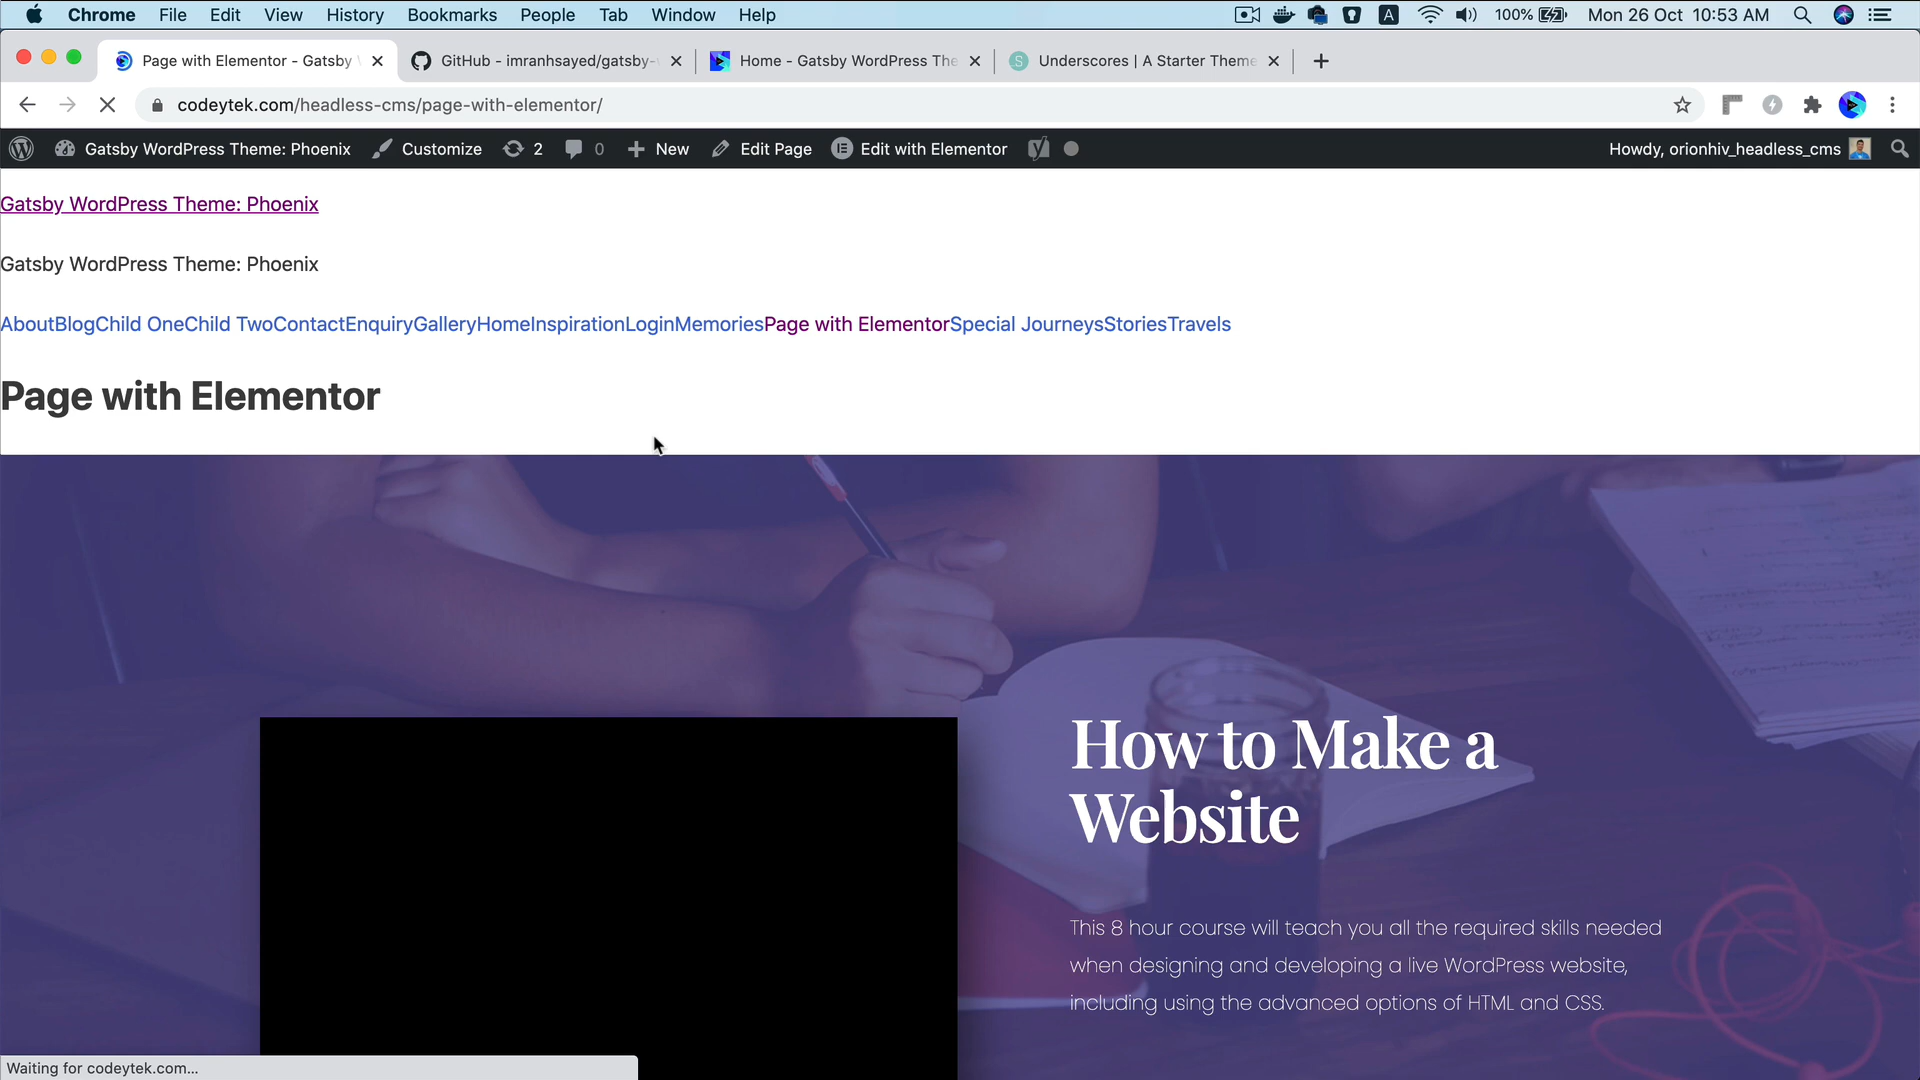 Chrome File Edit View History Bookmarks People Tab Window Help A 100% Mon 26 Oct 10:53 AM
Page with Elementor - Gatsby GitHub - imranhsayed/gatsby- Home - Gatsby WordPress The S Underscores | A Starter Theme
codeytek.com/headless-cms/page-with-elementor/
Gatsby WordPress Theme: Phoenix Customize 2 0 New Edit Page Edit with Elementor Howdy, orionhiv_headless_cms
Gatsby WordPress Theme: Phoenix
Gatsby WordPress Theme: Phoenix
AboutBlogChild OneChild TwoContactEnquiryGalleryHomeInspirationLoginMemoriesPage with ElementorSpecial JourneysStoriesTravels
Page with Elementor
How to Make a
Website
This 8 hour course will teach you all the required skills needed
when designing and developing a live WordPress website,
including using the advanced options of HTML and CSS.
Waiting for codeytek.com...